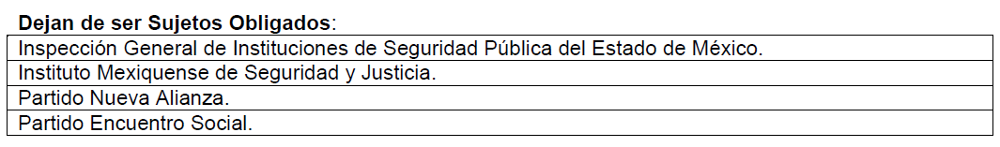 Dejan de ser Sujetos Obligados:
Inspección General de Instituciones de Seguridad Pública del Estado de México.
Instituto Mexiquense de Seguridad y Justicia.
Partido Nueva Alianza.
Partido Encuentro Social.